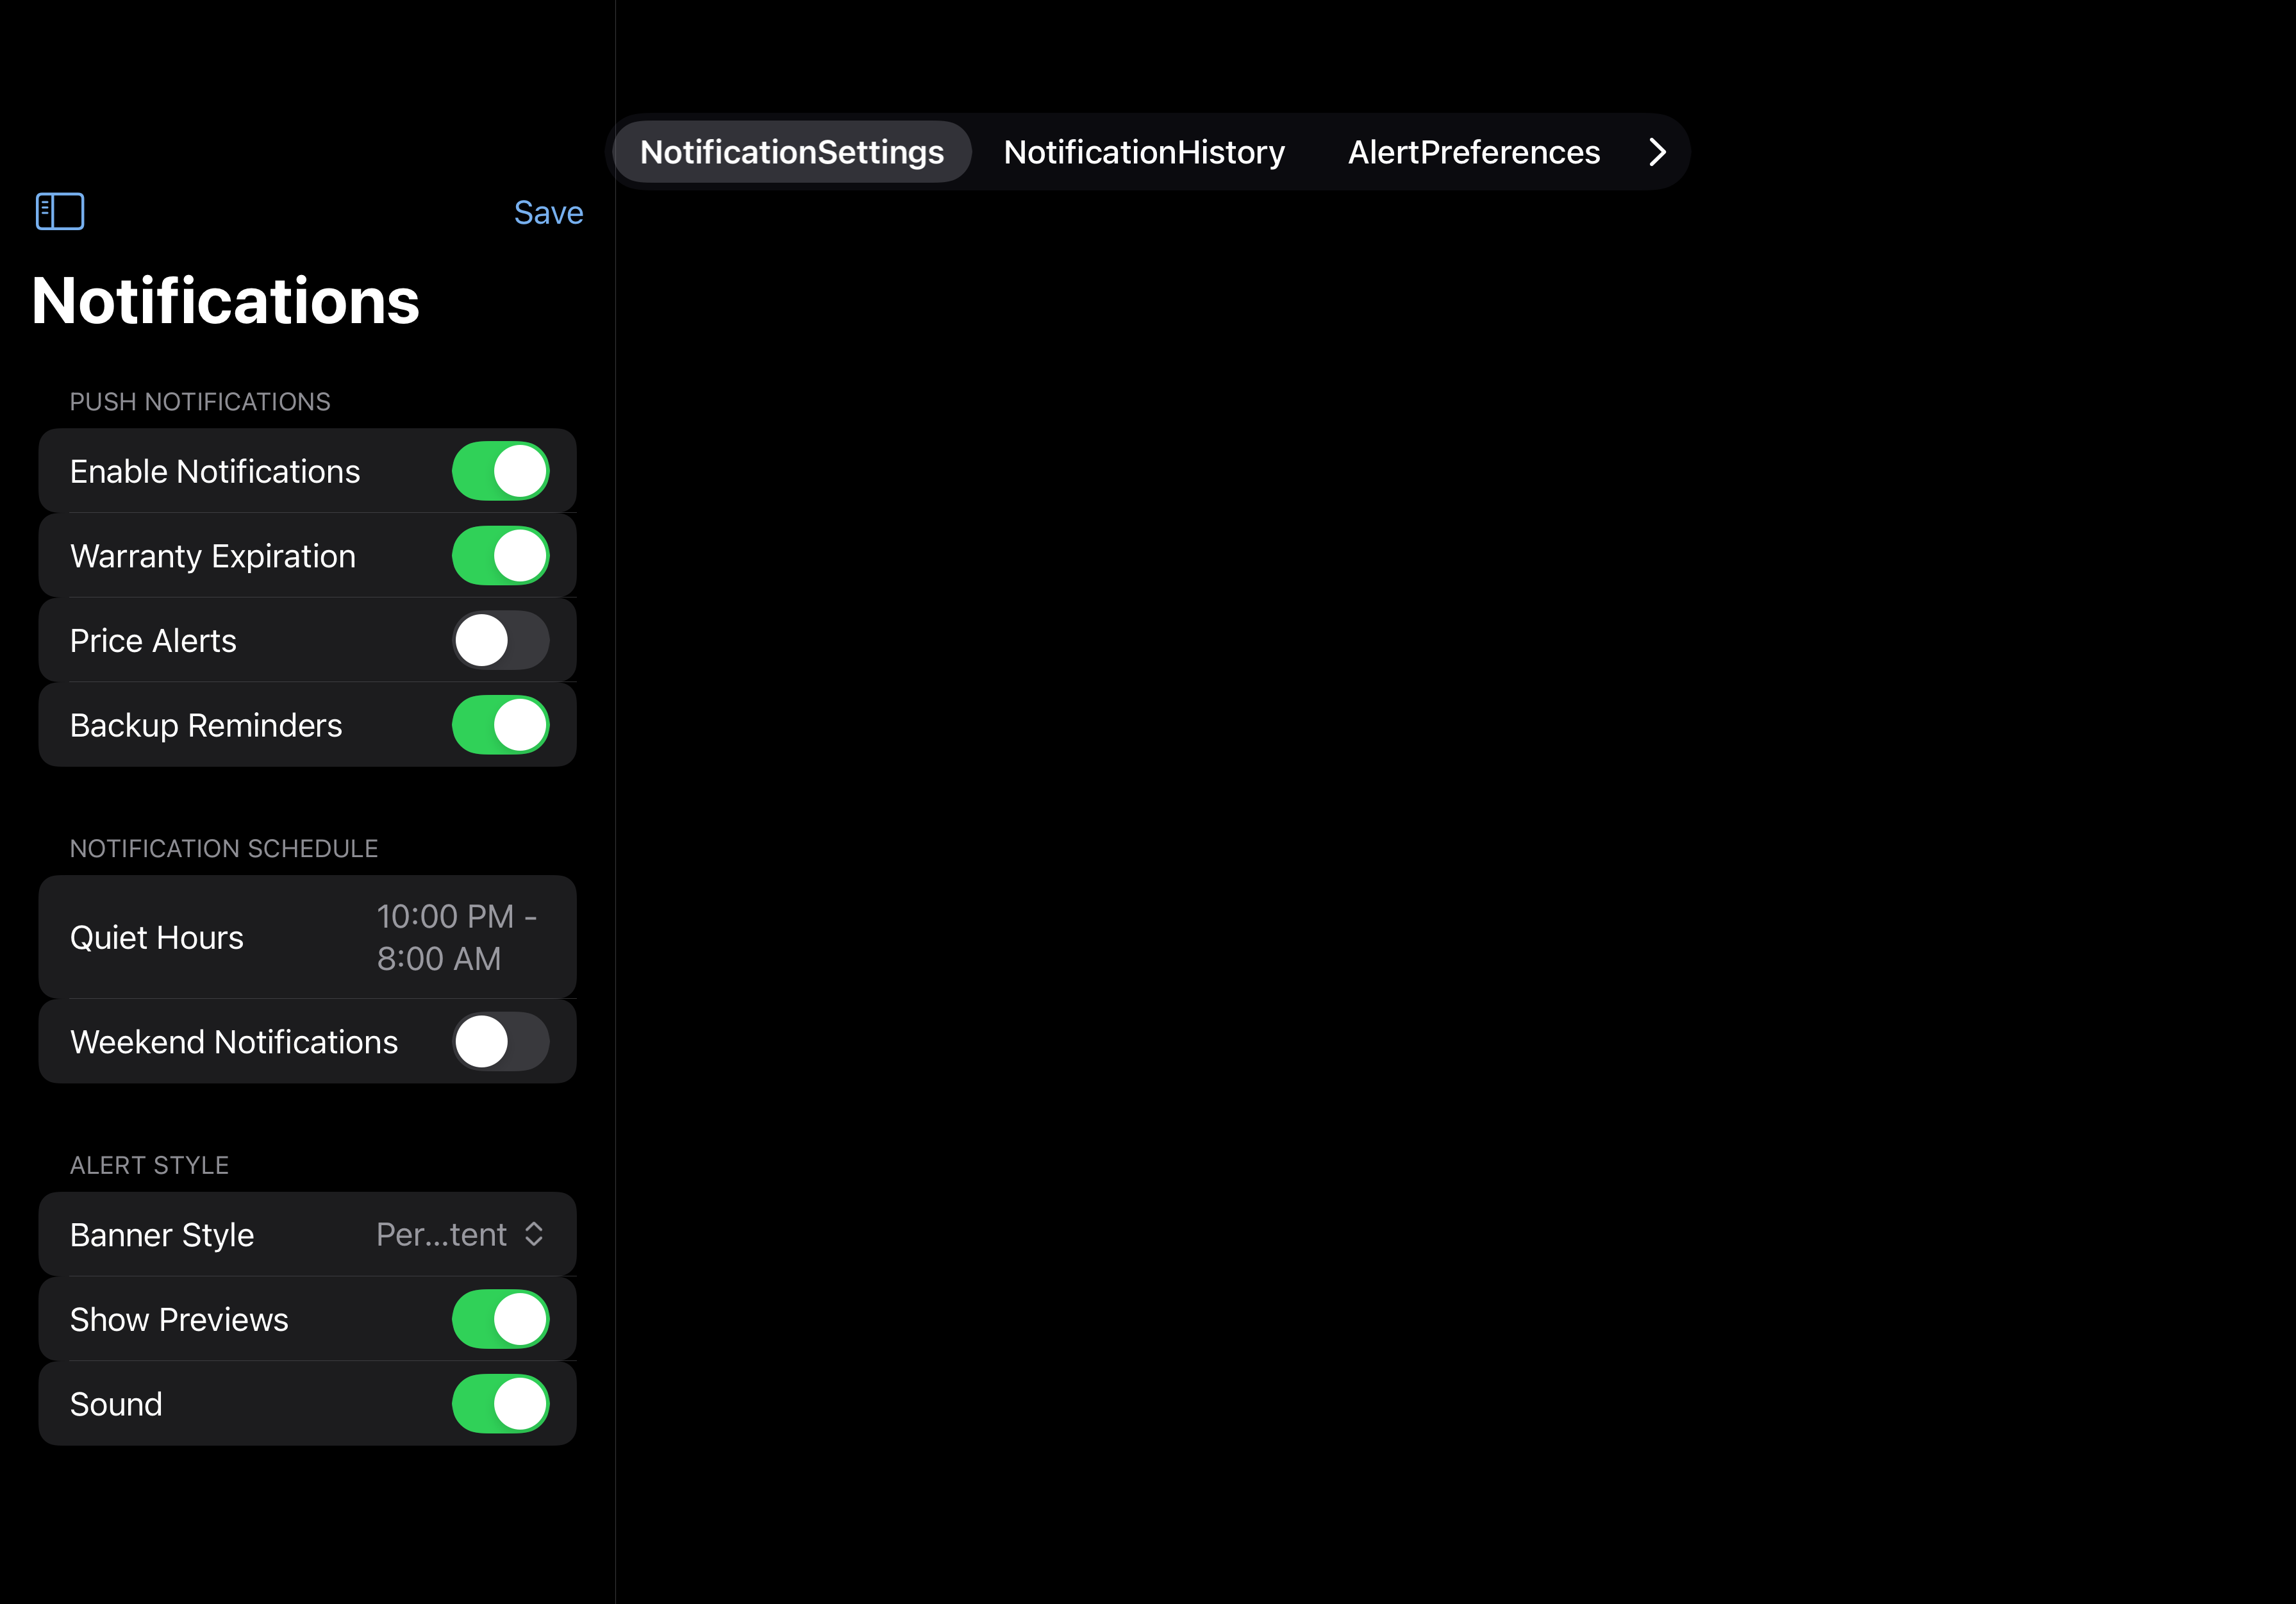 NotificationSettings
NotificationHistory
AlertPreferences
Save
Notifications
PUSH NOTIFICATIONS
Enable Notifications
Warranty Expiration
Price Alerts
Backup Reminders
NOTIFICATION SCHEDULE
Quiet Hours
10:00 PM -
8:00 AM
Weekend Notifications
ALERT STYLE
Banner Style
Per...tent
Show Previews
Sound